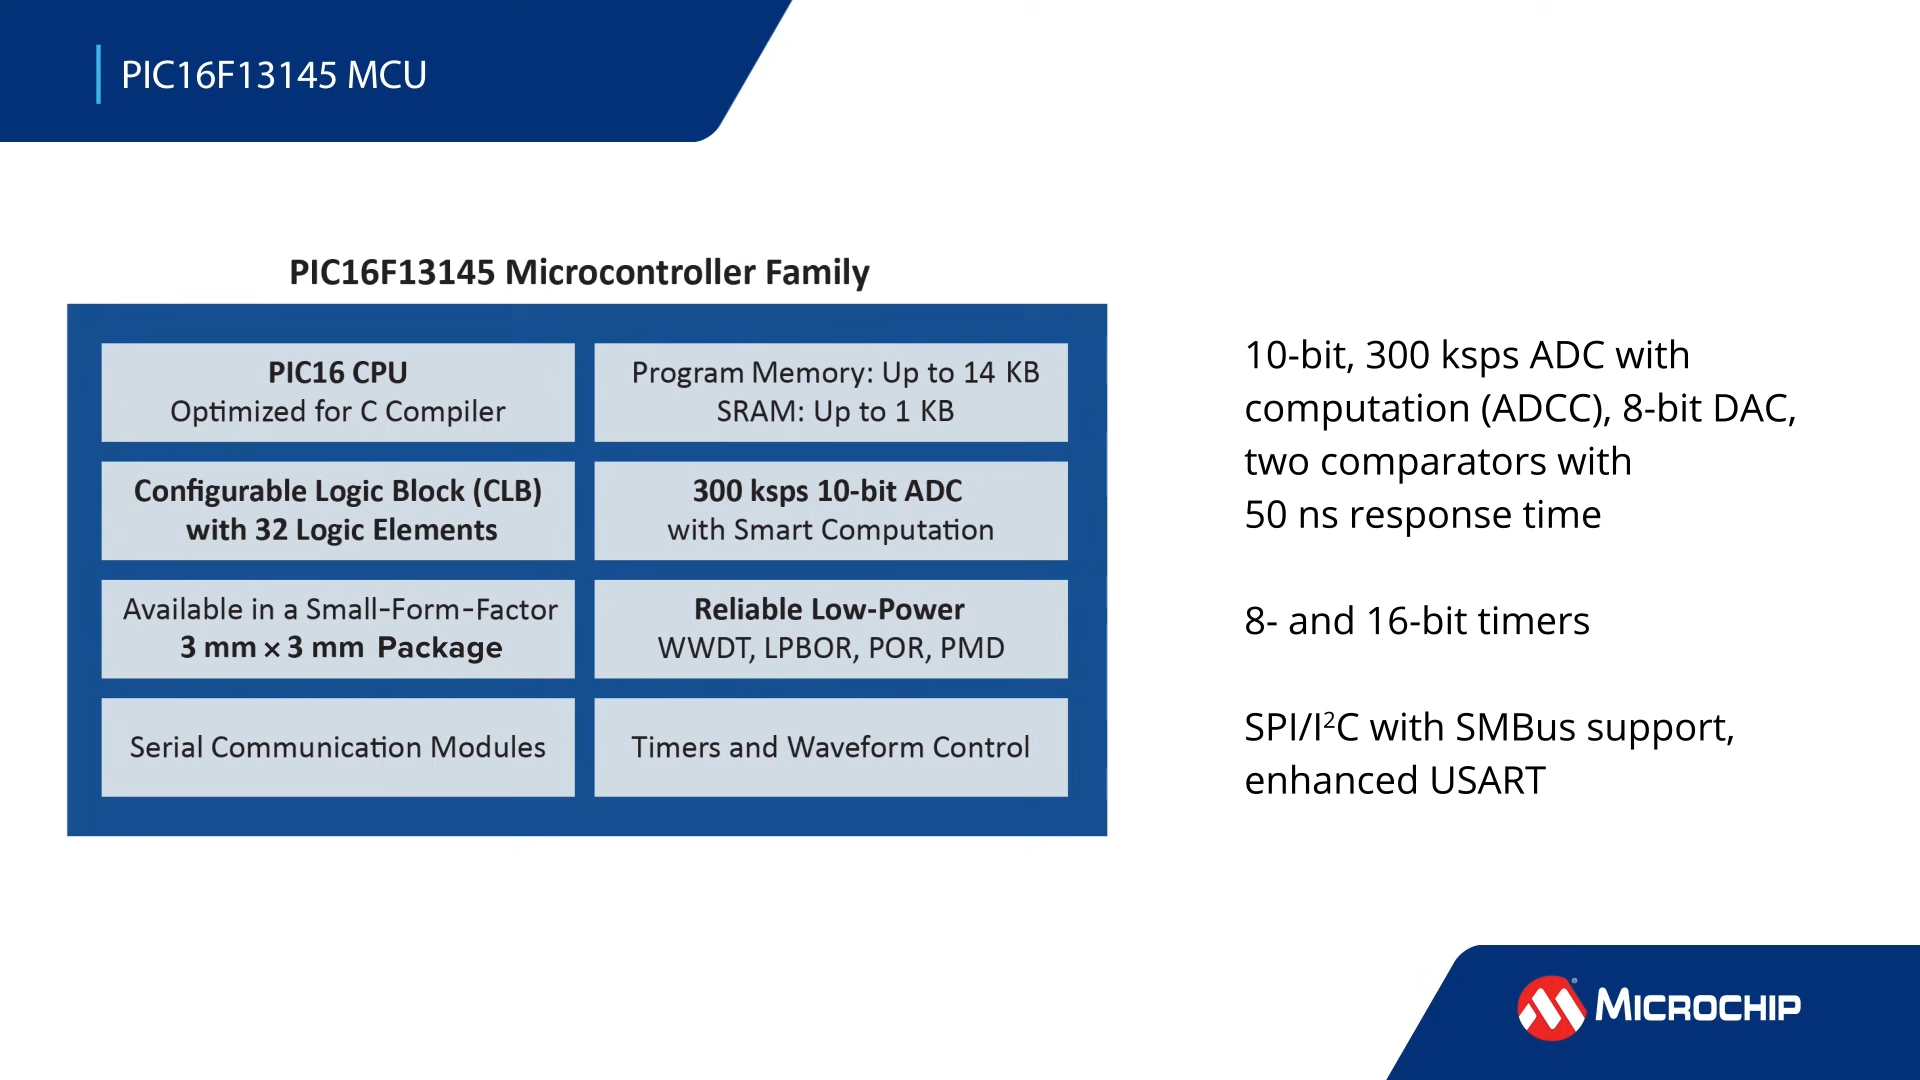 PIC16F13145 MCU
PIC16F13145 Microcontroller Family
PIC16 CPU
Optimized for C Compiler
Program Memory: Up to 14 KB
SRAM: Up to 1 KB
Configurable Logic Block (CLB)
with 32 Logic Elements
300 ksps 10-bit ADC
with Smart Computation
Available in a Small-Form-Factor
3 mm × 3 mm Package
Reliable Low-Power
WWDT, LPBOR, POR, PMD
Serial Communication Modules
Timers and Waveform Control
10-bit, 300 ksps ADC with
computation (ADCC), 8-bit DAC,
two comparators with
50 ns response time
8- and 16-bit timers
SPI/I²C with SMBus support,
enhanced USART
® MICROCHIP